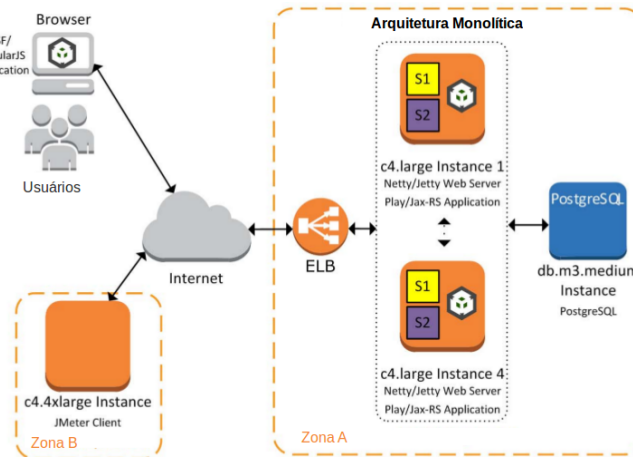 Browser
SF/
ularJS
cation
Usuários
Internet
c4.4xlarge Instance
JMeter Client
Zona B
ELB
Arquitetura Monolítica
S1
S2
c4.large Instance 1
Netty/Jetty Web Server
Play/Jax-RS Application
S1
S2
c4.large Instance 4
Netty/Jetty Web Server
Play/Jax-RS Application
Zona A
PostgreSQL
db.m3.medium
Instance
PostgreSQL